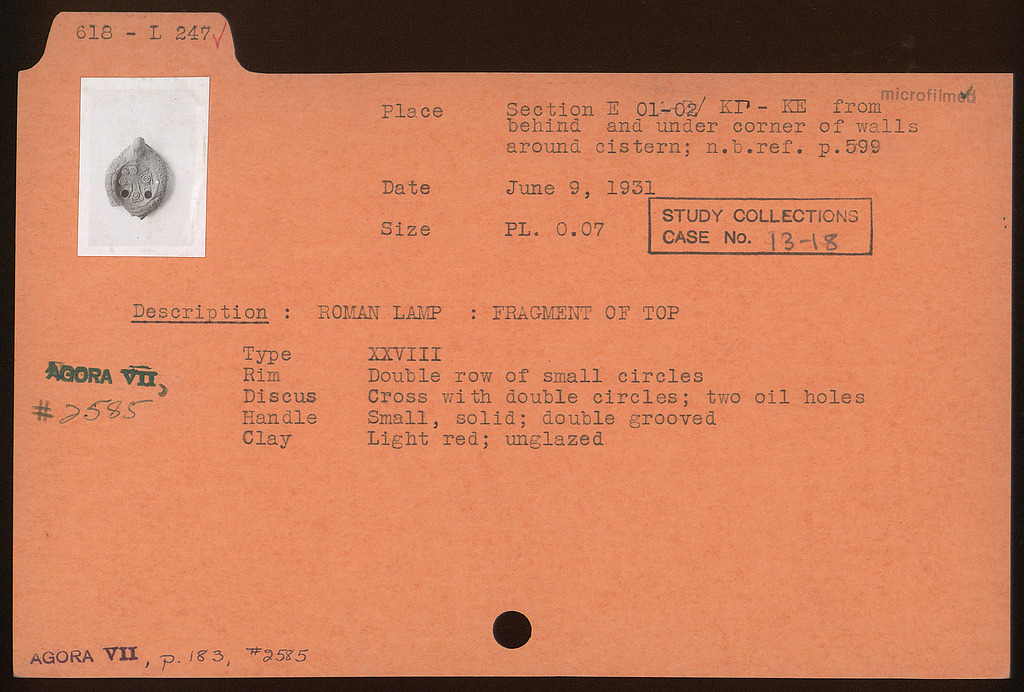 618 - L 247 ✓
microfilmed ✓
Place Section E 01-02/ KΓ - KE from
behind and under corner of walls
around cistern; n.b.ref. p.599
Date June 9, 1931
Size PL. 0.07
STUDY COLLECTIONS
CASE No. 13-18
Description : ROMAN LAMP : FRAGMENT OF TOP
Type XXVIII
Rim Double row of small circles
Discus Cross with double circles; two oil holes
Handle Small, solid; double grooved
Clay Light red; unglazed
AGORA VII,
# 2585
AGORA VII, p. 183, #2585